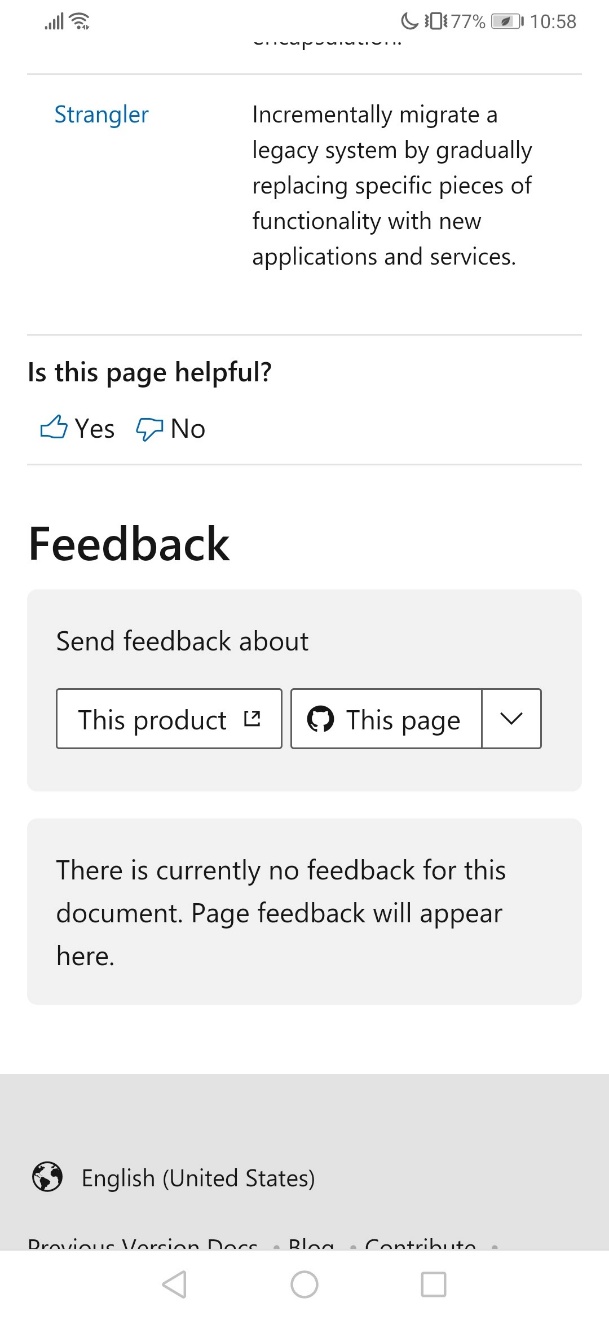 77% 10:58
encapsulation.
Strangler
Incrementally migrate a
legacy system by gradually
replacing specific pieces of
functionality with new
applications and services.
Is this page helpful?
Yes No
Feedback
Send feedback about
This product This page
There is currently no feedback for this
document. Page feedback will appear
here.
English (United States)
Previous Version Docs • Blog • Contribute •